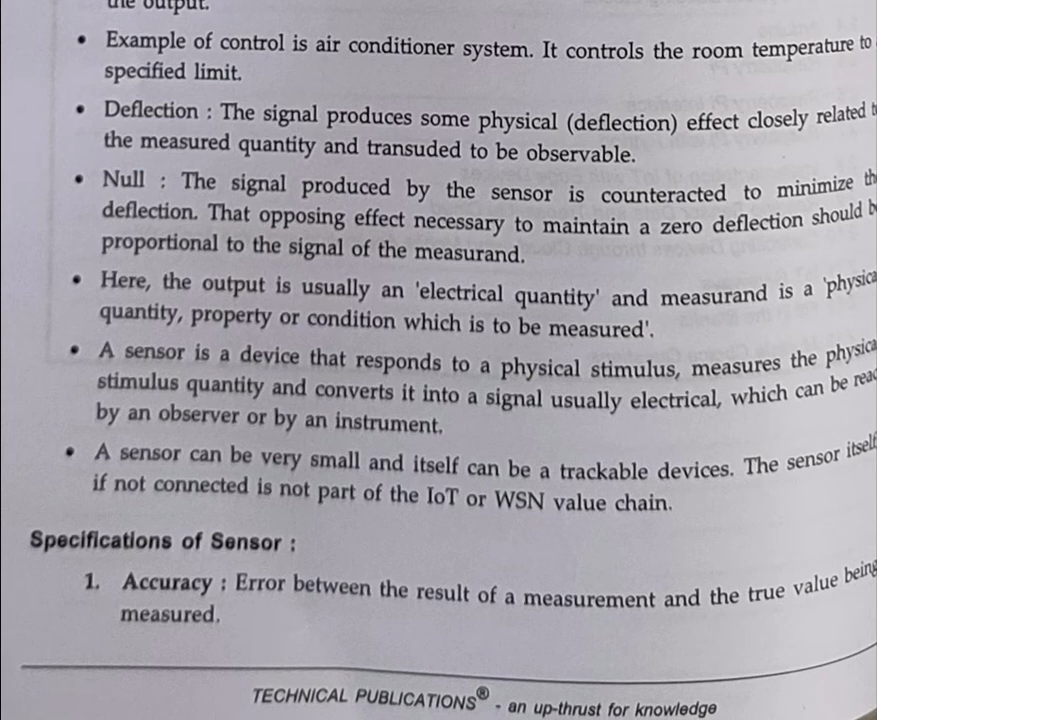 the output.
• Example of control is air conditioner system. It controls the room temperature to
specified limit.
• Deflection : The signal produces some physical (deflection) effect closely related
the measured quantity and transuded to be observable.
• Null : The signal produced by the sensor is counteracted to minimize
deflection. That opposing effect necessary to maintain a zero deflection should
proportional to the signal of the measurand.
• Here, the output is usually an 'electrical quantity' and measurand is a 'physica
quantity, property or condition which is to be measured'.
• A sensor is a device that responds to a physical stimulus, measures the physica
stimulus quantity and converts it into a signal usually electrical, which can be read
by an observer or by an instrument.
• A sensor can be very small and itself can be a trackable devices. The sensor itself
if not connected is not part of the IoT or WSN value chain.
Specifications of Sensor :
1. Accuracy : Error between the result of a measurement and the true value being
measured.
TECHNICAL PUBLICATIONS® - an up-thrust for knowledge